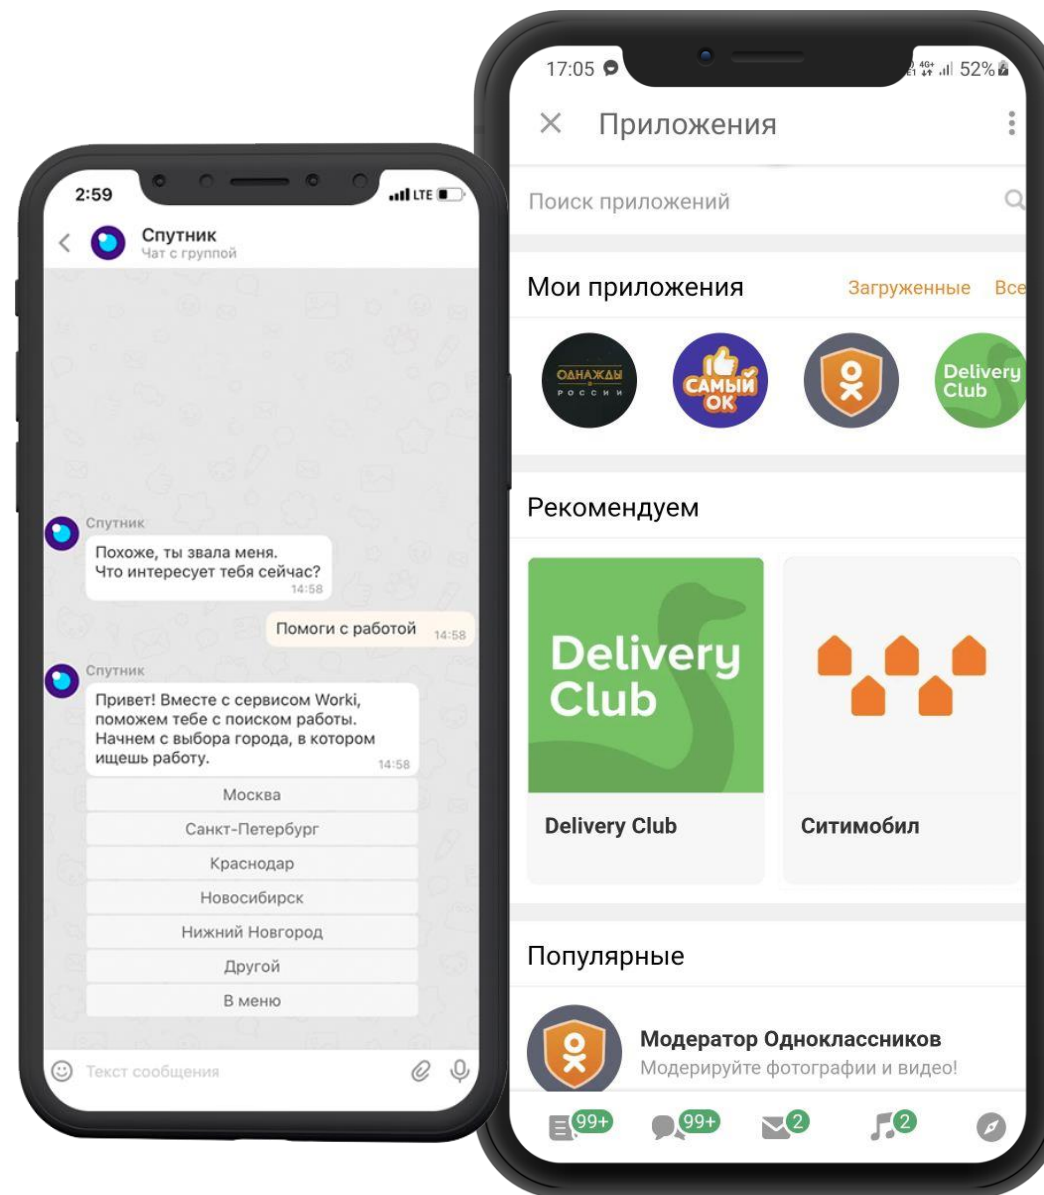 2:59
LTE
Спутник
Чат с группой
Спутник
Похоже, ты звала меня.
Что интересует тебя сейчас?
14:58
Помоги с работой
14:58
Спутник
Привет! Вместе с сервисом Worki,
поможем тебе с поиском работы.
Начнем с выбора города, в котором
ищешь работу.
14:58
Москва
Санкт-Петербург
Краснодар
Новосибирск
Нижний Новгород
Другой
В меню
Текст сообщения
17:05
4G+
52%
Приложения
Поиск приложений
Мои приложения
Загруженные
Все
ОДНАЖДЫ
В
РОССИИ
САМЫЙ
ОК
Delivery
Club
Рекомендуем
Delivery
Club
Delivery Club
Ситимобил
Популярные
Модератор Одноклассников
Модерируйте фотографии и видео!
99+
99+
2
2